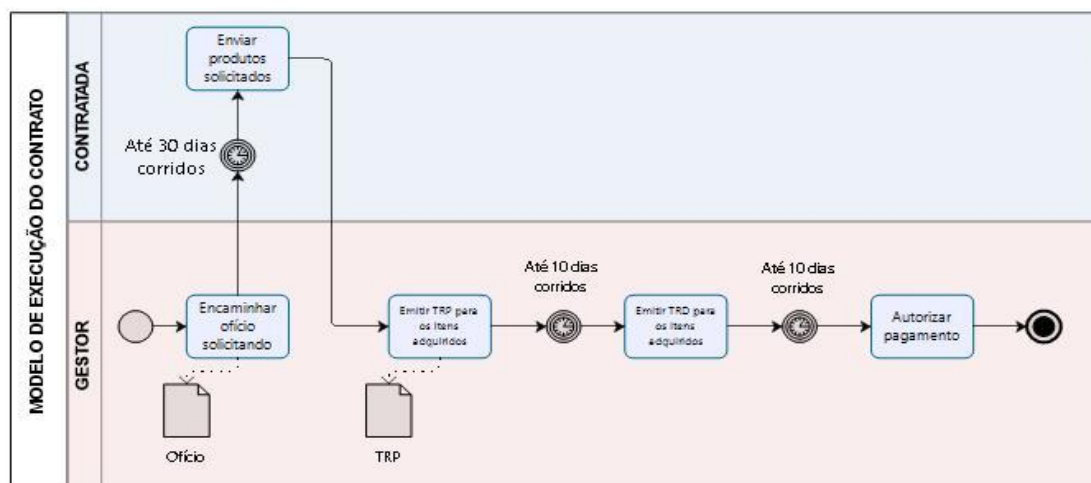 MODELO DE EXECUÇÃO DO CONTRATO
CONTRATADA
Enviar
produtos
solicitados
Até 30 dias
corridos
GESTOR
Encaminhar
ofício
solicitando
Ofício
Emitir TRP para
os itens
adquiridos
TRP
Até 10 dias
corridos
Emitir TRD para
os itens
adquiridos
Até 10 dias
corridos
Autorizar
pagamento